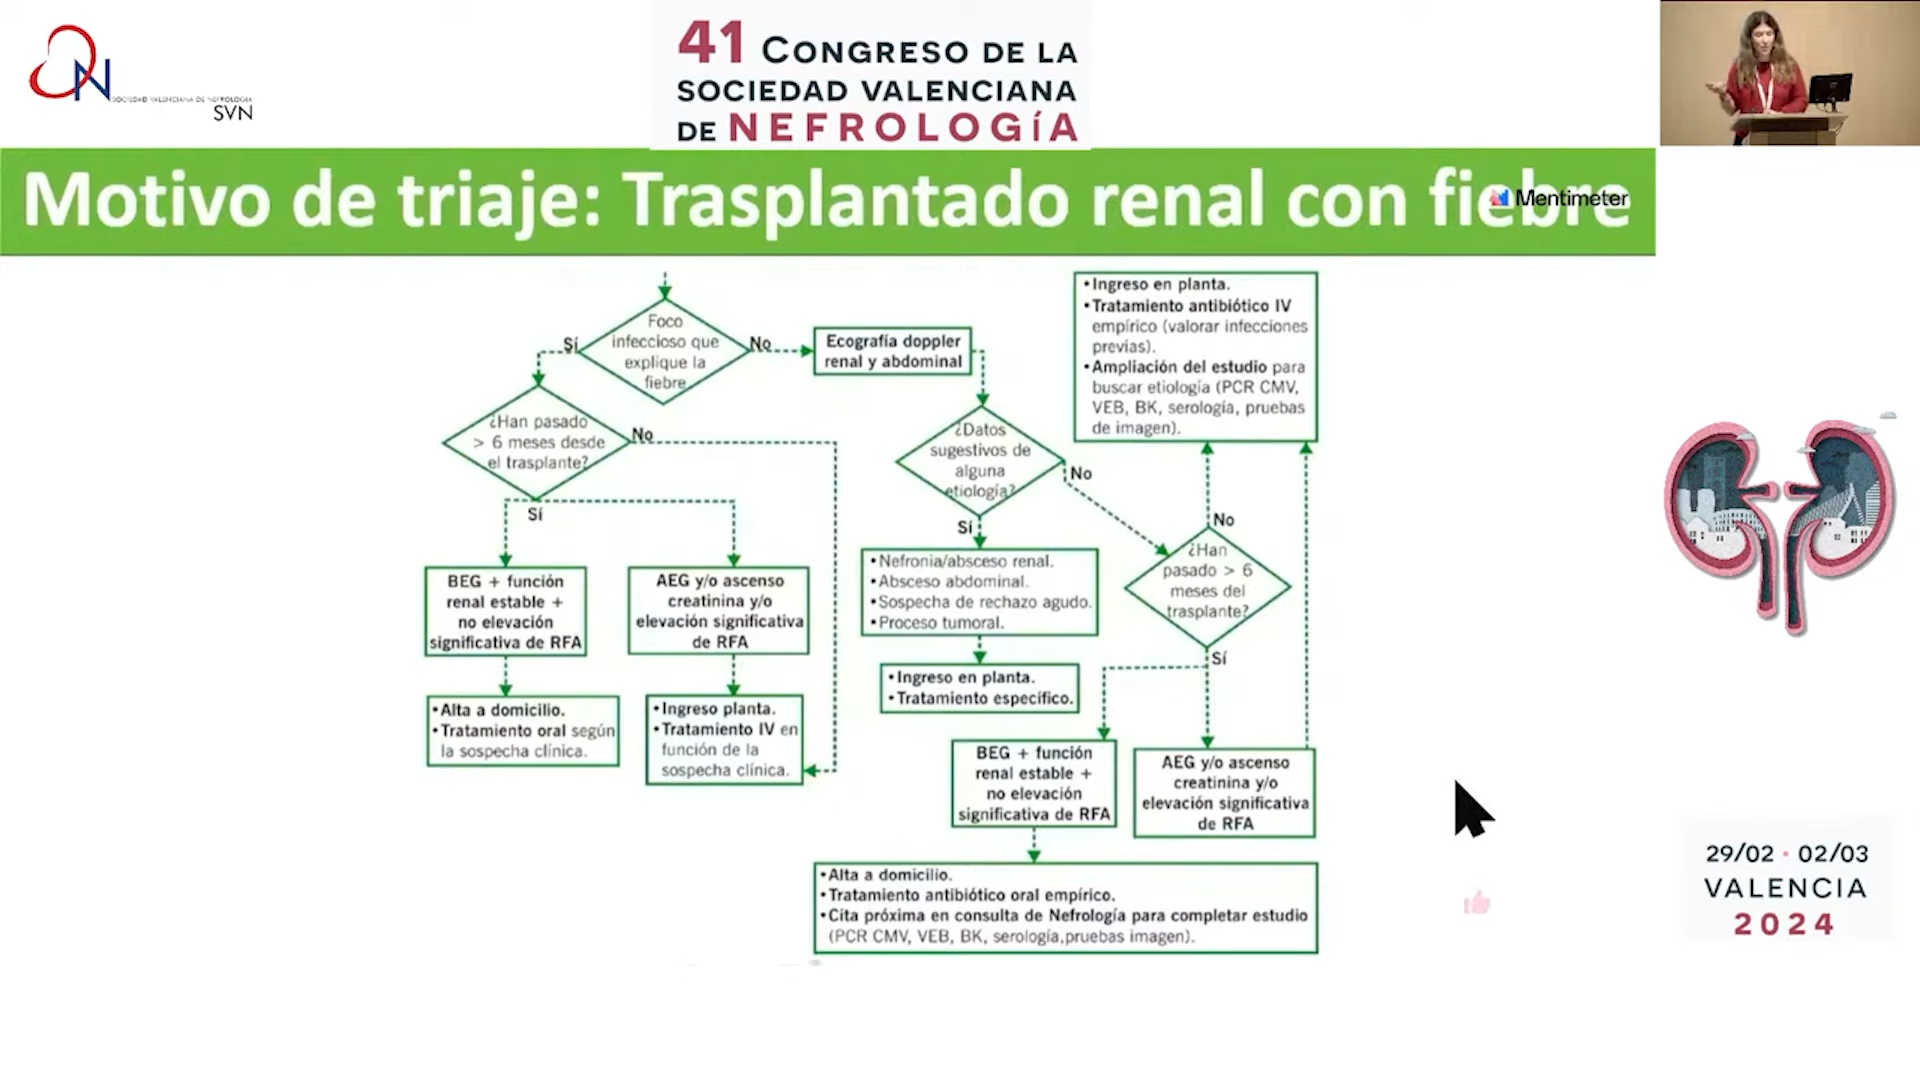 SOCIEDAD VALENCIANA DE NEFROLOGÍA
SVN
41 CONGRESO DE LA
SOCIEDAD VALENCIANA
DE NEFROLOGíA
Motivo de triaje: Trasplantado renal con fiebre
Mentimeter
Foco
infeccioso que
explique la
fiebre
Sí
No
Ecografía doppler
renal y abdominal
• Ingreso en planta.
• Tratamiento antibiótico IV
empírico (valorar infecciones
previas).
• Ampliación del estudio para
buscar etiología (PCR CMV,
VEB, BK, serología, pruebas
de imagen).
¿Han pasado
> 6 meses desde
el trasplante?
No
Sí
¿Datos
sugestivos de
alguna
etiología?
No
Sí
BEG + función
renal estable +
no elevación
significativa de RFA
AEG y/o ascenso
creatinina y/o
elevación significativa
de RFA
• Nefronia/absceso renal.
• Absceso abdominal.
• Sospecha de rechazo agudo.
• Proceso tumoral.
No
¿Han
pasado > 6
meses del
trasplante?
Sí
• Alta a domicilio.
• Tratamiento oral según
la sospecha clínica.
• Ingreso planta.
• Tratamiento IV en
función de la
sospecha clínica.
• Ingreso en planta.
• Tratamiento específico.
BEG + función
renal estable +
no elevación
significativa de RFA
AEG y/o ascenso
creatinina y/o
elevación significativa
de RFA
• Alta a domicilio.
• Tratamiento antibiótico oral empírico.
• Cita próxima en consulta de Nefrología para completar estudio
(PCR CMV, VEB, BK, serología,pruebas imagen).
29/02 • 02/03
VALENCIA
2024